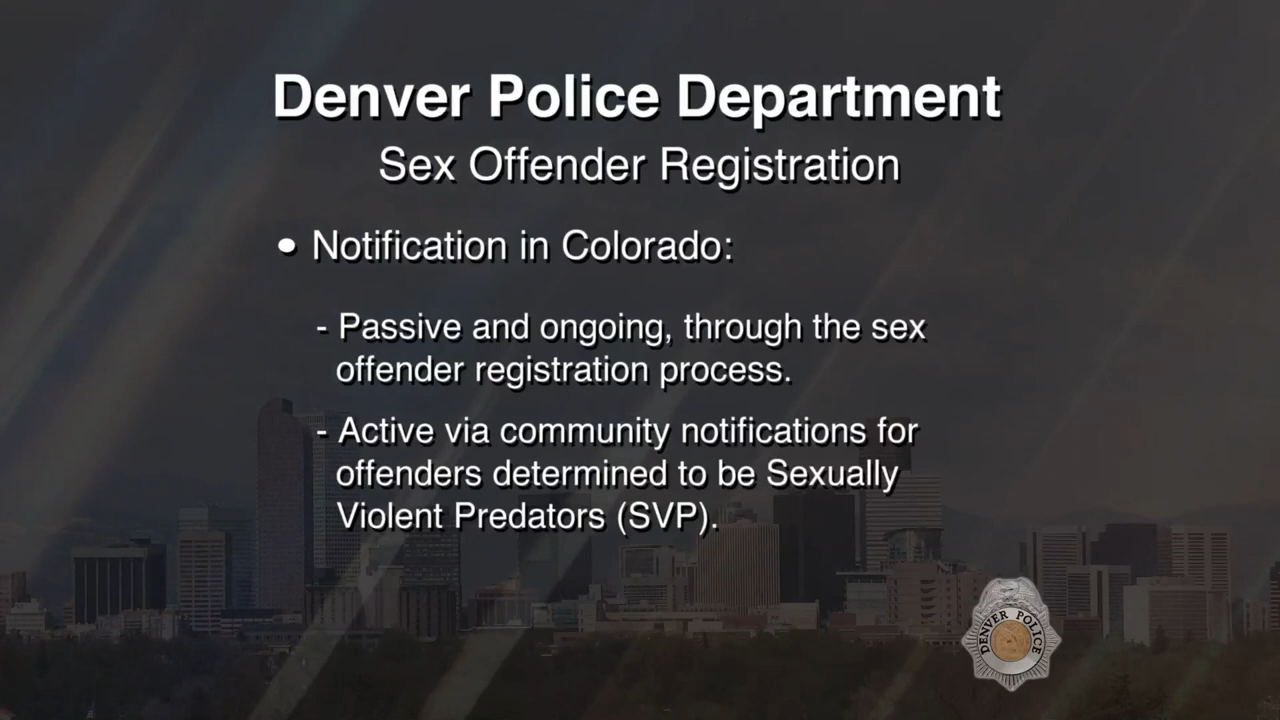 Denver Police Department
Sex Offender Registration
• Notification in Colorado:
- Passive and ongoing, through the sex
offender registration process.
- Active via community notifications for
offenders determined to be Sexually
Violent Predators (SVP).
DENVER POLICE